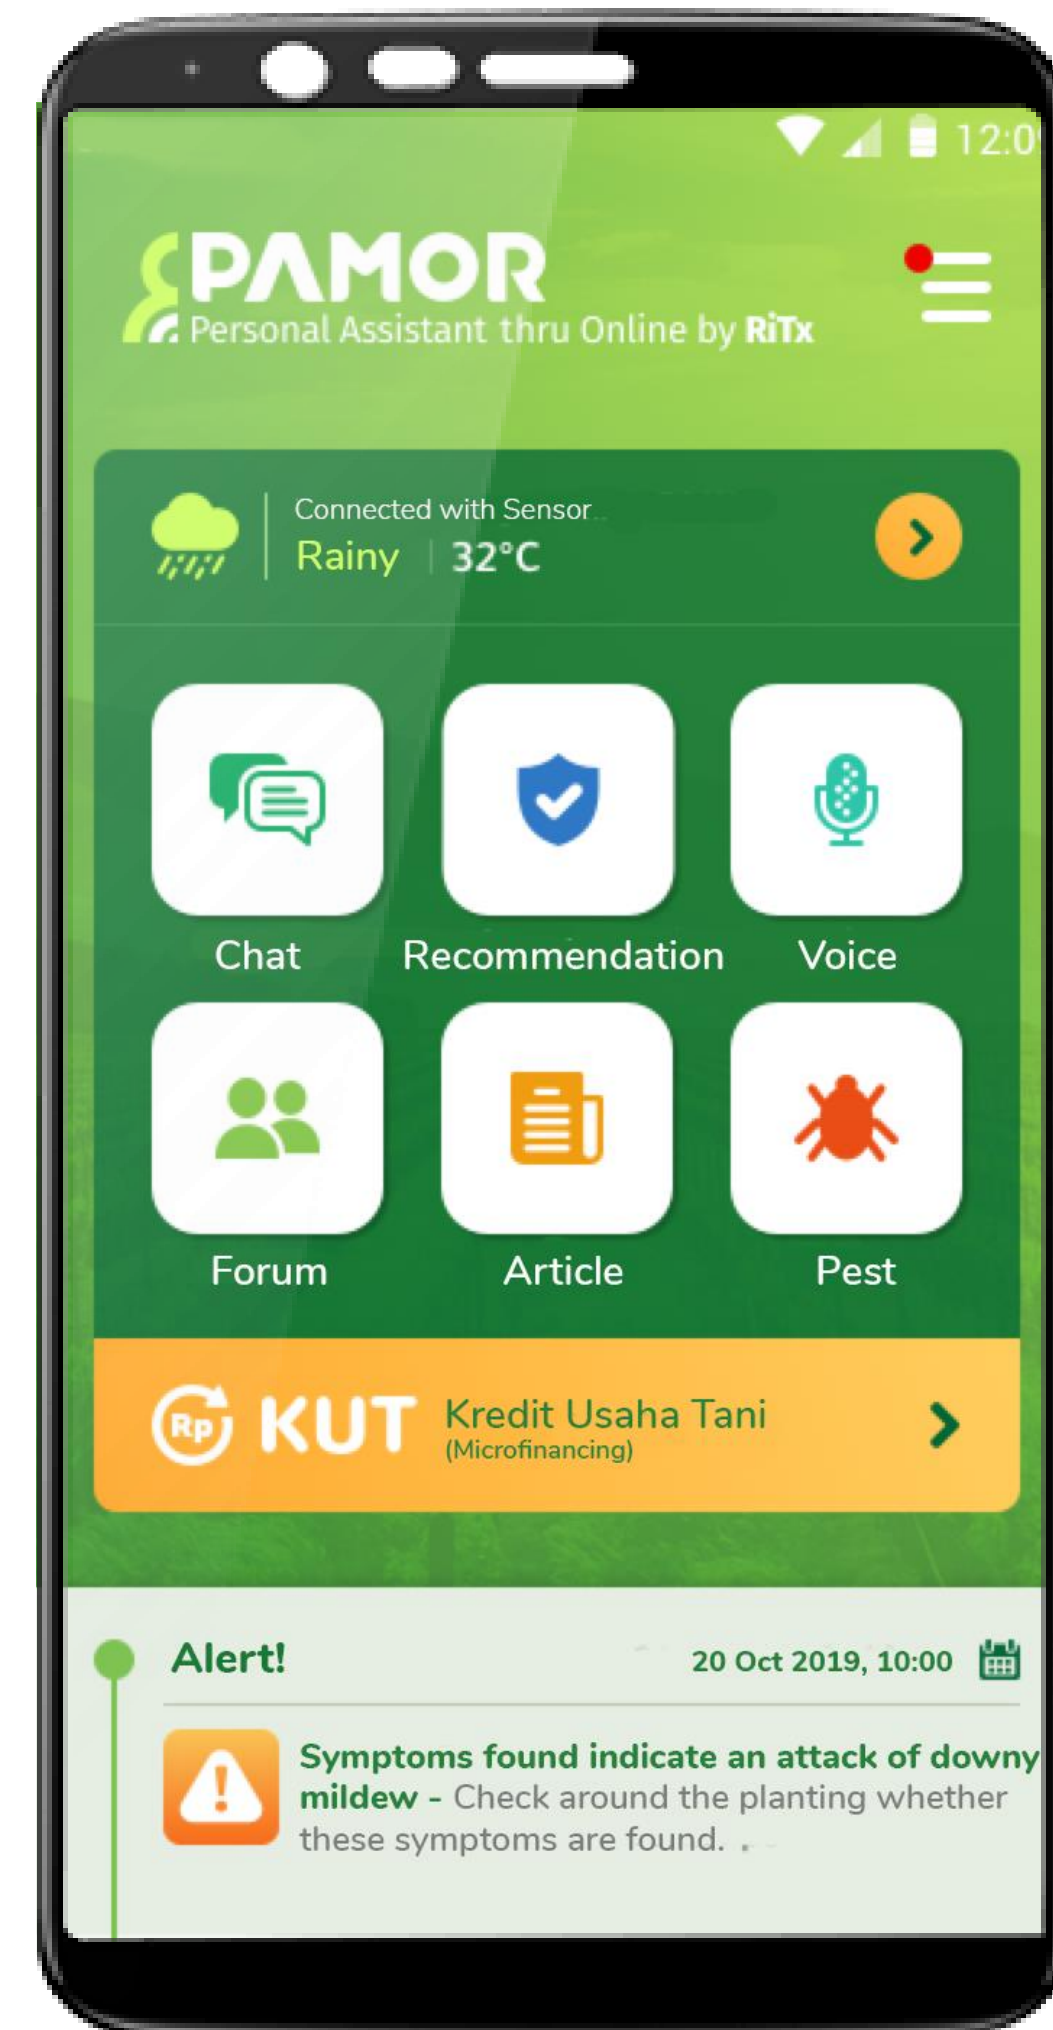 12:0
PAMOR
Personal Assistant thru Online by RiTx
Connected with Sensor
Rainy 32°C
Chat Recommendation Voice
Forum Article Pest
Rp KUT Kredit Usaha Tani
(Microfinancing)
Alert! 20 Oct 2019, 10:00
Symptoms found indicate an attack of downy
mildew - Check around the planting whether
these symptoms are found.